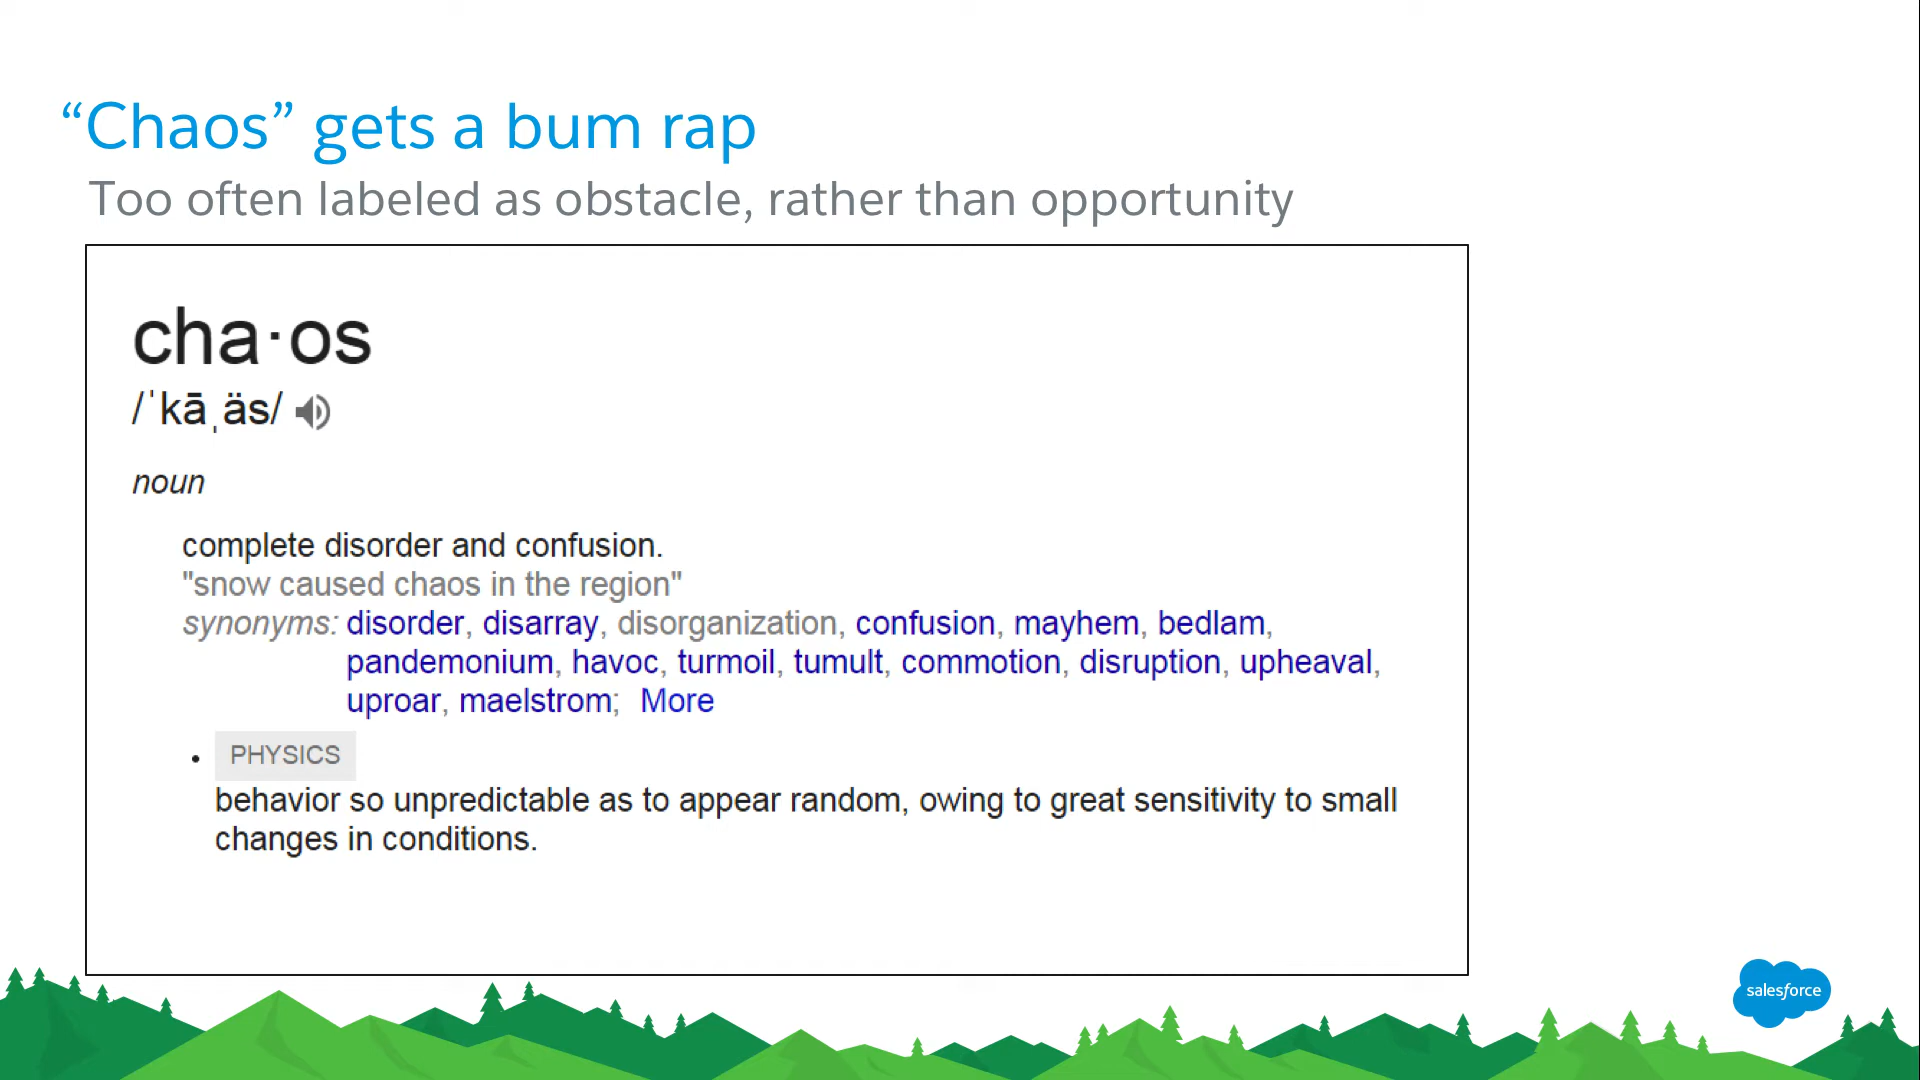 “Chaos” gets a bum rap
Too often labeled as obstacle, rather than opportunity
cha·os
/ˈkāˌäs/
noun
complete disorder and confusion.
"snow caused chaos in the region"
synonyms: disorder, disarray, disorganization, confusion, mayhem, bedlam,
pandemonium, havoc, turmoil, tumult, commotion, disruption, upheaval,
uproar, maelstrom; More
• PHYSICS
behavior so unpredictable as to appear random, owing to great sensitivity to small
changes in conditions.
salesforce